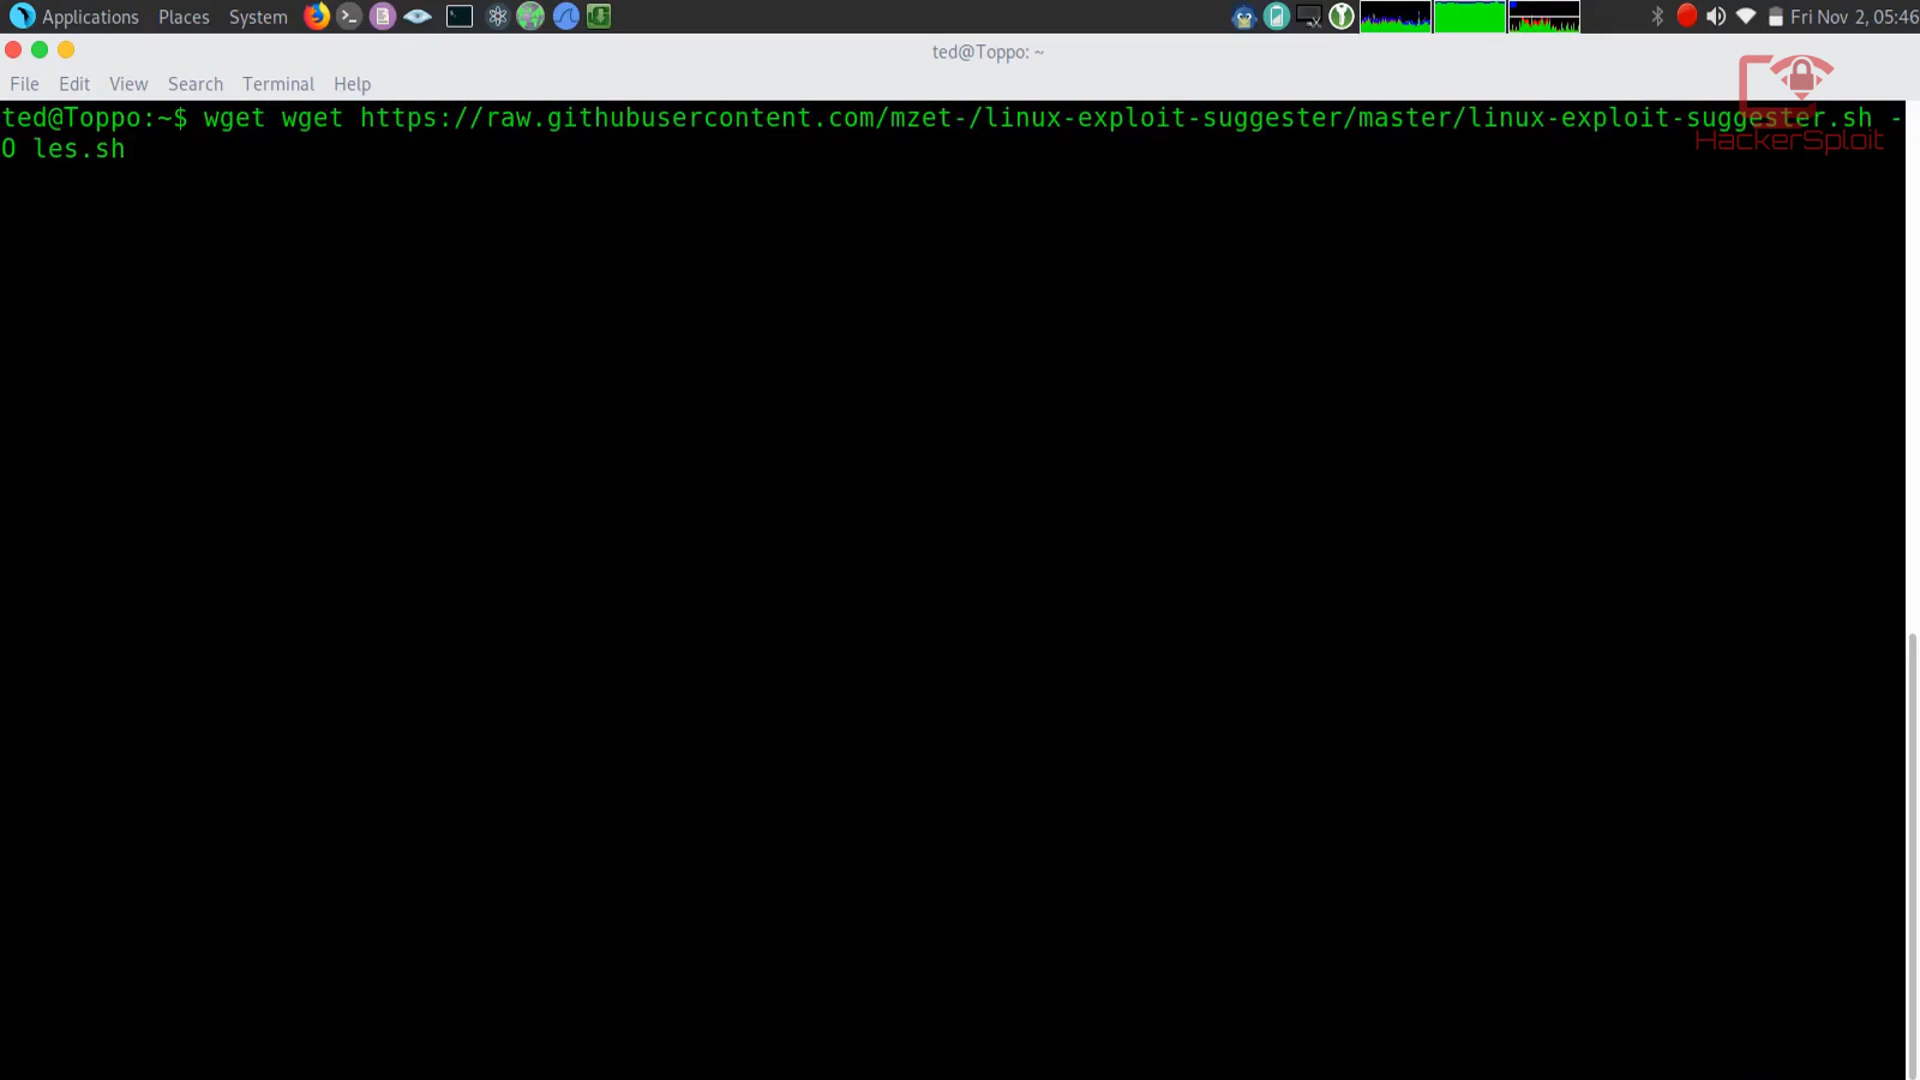 Applications Places System Fri Nov 2, 05:46
ted@Toppo: ~
File Edit View Search Terminal Help
ted@Toppo:~$ wget wget https://raw.githubusercontent.com/mzet-/linux-exploit-suggester/master/linux-exploit-suggester.sh -
O les.sh
HackerSploit